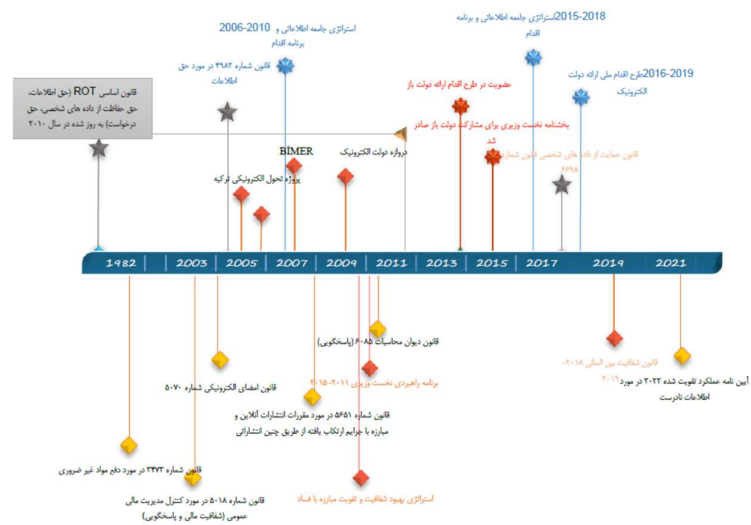 استراتژی جامعه اطلاعاتی و 2006-2010
برنامه اقدام
2015-2018استراتژی جامعه اطلاعاتی و برنامه
اقدام
2016-2019طرح اقدام ملی ارائه دولت
الکترونیک
قانون شماره ۴۹۸۲ در مورد حق
اطلاعات
عضویت در طرح اقدام ارائه دولت باز
قانون اساسی ROT (حق اطلاعات،
حق حفاظت از داده های شخصی، حق
درخواست) به روز شده در سال ۲۰۱۰
بخشنامه نخست وزیری برای مشارکت دولت باز صادر
شد
BİMER
دروازه دولت الکترونیک
قانون حمایت از داده های شخصی قانون شماره
۶۶۹۸
پروژه تحول الکترونیکی ترکیه
1982 2003 2005 2007 2009 2011 2013 2015 2017 2019 2021
قانون دیوان محاسبات ۶۰۸۵ (پاسخگویی)
قانون شفافیت بین المللی ۲۰۱۸-
۲۰۱۹
آیین نامه عملکرد تقویت شده ۲۰۲۲ در مورد
اطلاعات نادرست
قانون امضای الکترونیکی شماره ۵۰۷۰
برنامه راهبردی نخست وزیری ۲۰۱۱-۲۰۱۵
قانون شماره ۵۶۵۱ در مورد مقررات انتشارات آنلاین و
مبارزه با جرایم ارتکاب یافته از طریق چنین انتشاراتی
قانون شماره ۳۴۷۳ در مورد دفع مواد غیر ضروری
قانون شماره ۵۰۱۸ در مورد کنترل مدیریت مالی
عمومی (شفافیت مالی و پاسخگویی)
استراتژی بهبود شفافیت و تقویت مبارزه با فساد